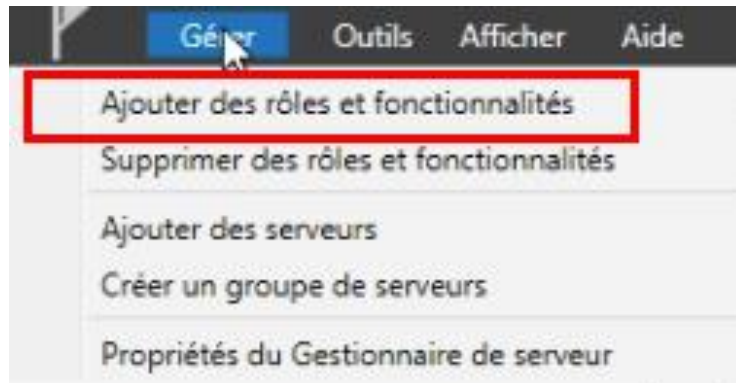 Gérer Outils Afficher Aide
Ajouter des rôles et fonctionnalités
Supprimer des rôles et fonctionnalités
Ajouter des serveurs
Créer un groupe de serveurs
Propriétés du Gestionnaire de serveur